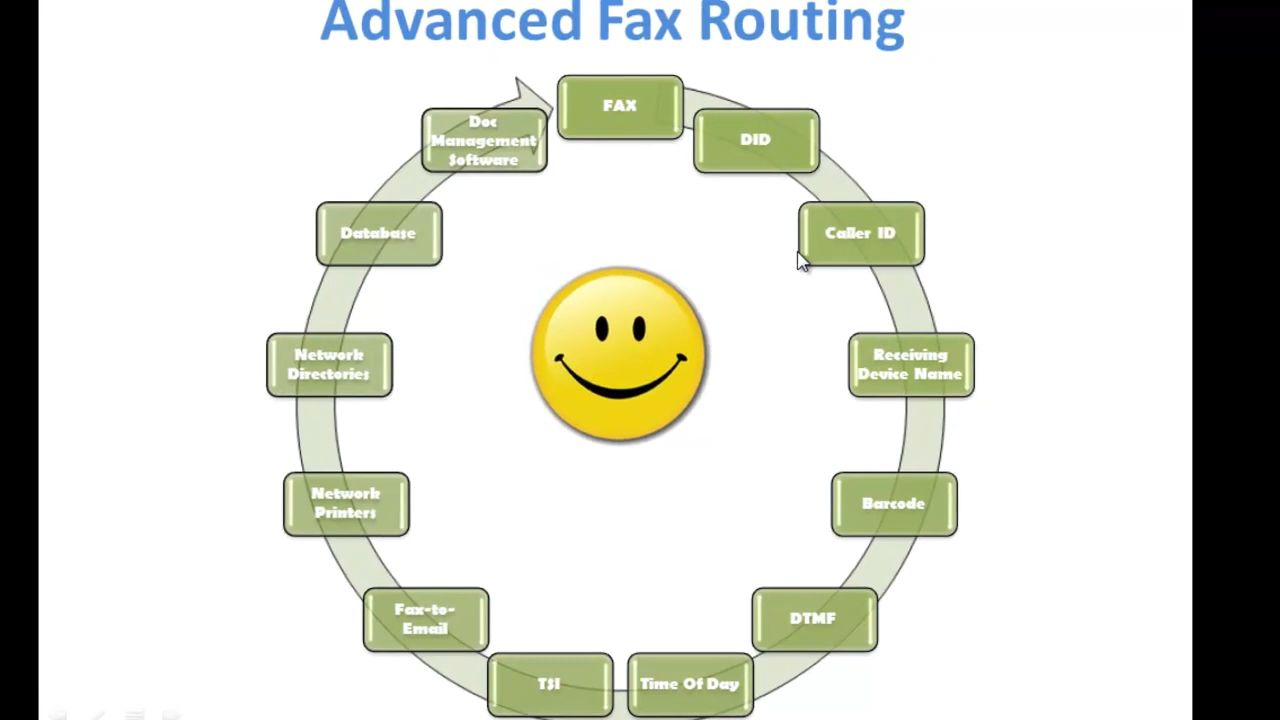 Advanced Fax Routing
FAX
DID
Caller ID
Receiving
Device Name
Barcode
DTMF
Time Of Day
TSI
Fax-to-
Email
Network
Printers
Network
Directories
Database
Doc
Management
Software